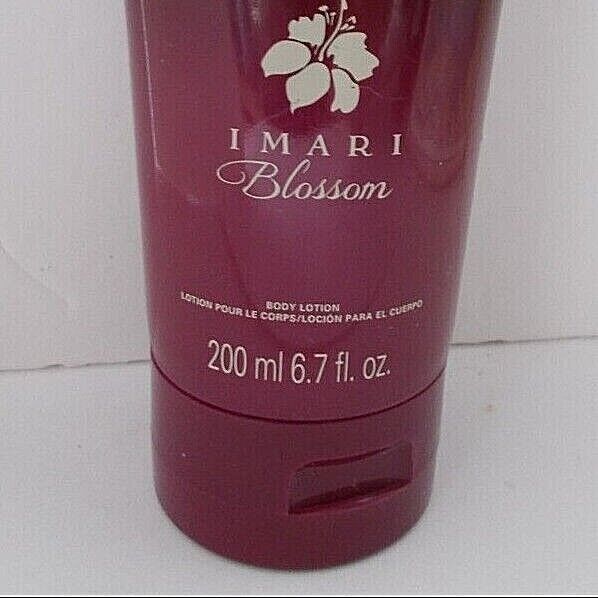 IMARI
Blossom
BODY LOTION
LOTION POUR LE CORPS/LOCIÓN PARA EL CUERPO
200 ml 6.7 fl. oz.